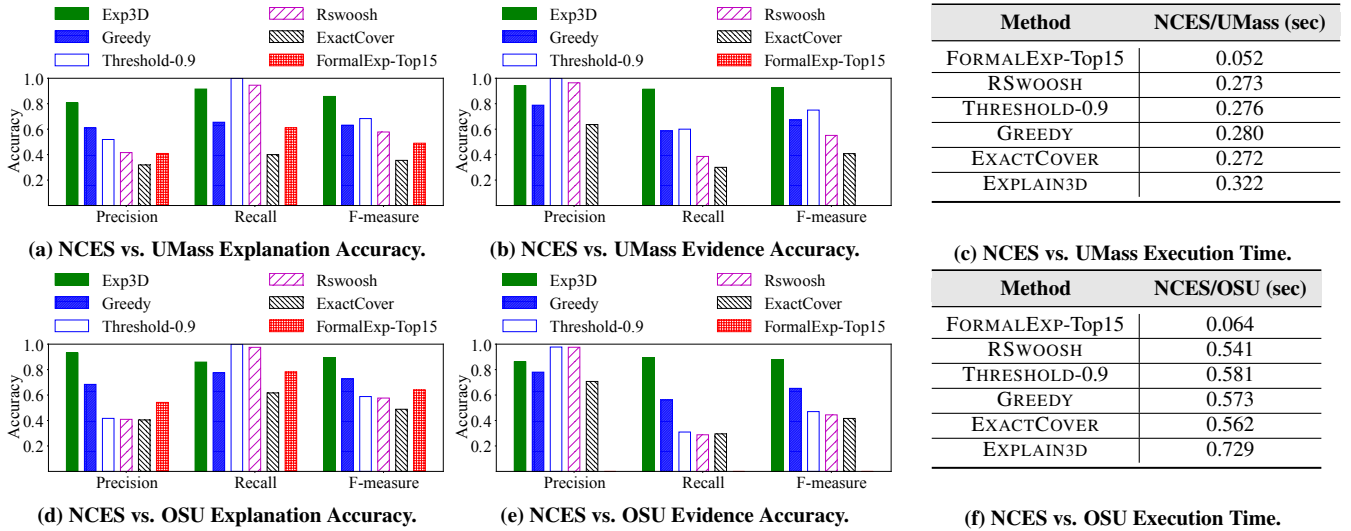 Exp3D
Greedy
Threshold-0.9
Rswoosh
ExactCover
FormalExp-Top15
Accuracy
1.0
0.8
0.6
0.4
0.2
Precision Recall F-measure
(a) NCES vs. UMass Explanation Accuracy.
Exp3D
Greedy
Threshold-0.9
Rswoosh
ExactCover
FormalExp-Top15
Accuracy
1.0
0.8
0.6
0.4
0.2
Precision Recall F-measure
(b) NCES vs. UMass Evidence Accuracy.
Method NCES/UMass (sec)
FORMALEXP-Top15 0.052
RSWOOSH 0.273
THRESHOLD-0.9 0.276
GREEDY 0.280
EXACTCOVER 0.272
EXPLAIN3D 0.322
(c) NCES vs. UMass Execution Time.
Exp3D
Greedy
Threshold-0.9
Rswoosh
ExactCover
FormalExp-Top15
Accuracy
1.0
0.8
0.6
0.4
0.2
Precision Recall F-measure
(d) NCES vs. OSU Explanation Accuracy.
Exp3D
Greedy
Threshold-0.9
Rswoosh
ExactCover
FormalExp-Top15
Accuracy
1.0
0.8
0.6
0.4
0.2
Precision Recall F-measure
(e) NCES vs. OSU Evidence Accuracy.
Method NCES/OSU (sec)
FORMALEXP-Top15 0.064
RSWOOSH 0.541
THRESHOLD-0.9 0.581
GREEDY 0.573
EXACTCOVER 0.562
EXPLAIN3D 0.729
(f) NCES vs. OSU Execution Time.